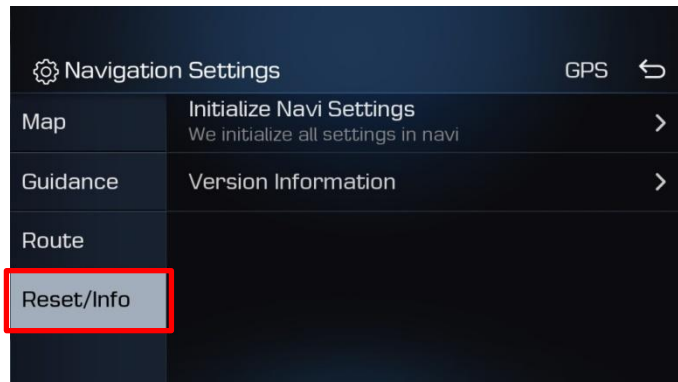 Navigation Settings GPS
Map
Initialize Navi Settings
We initialize all settings in navi
Guidance
Version Information
Route
Reset/Info